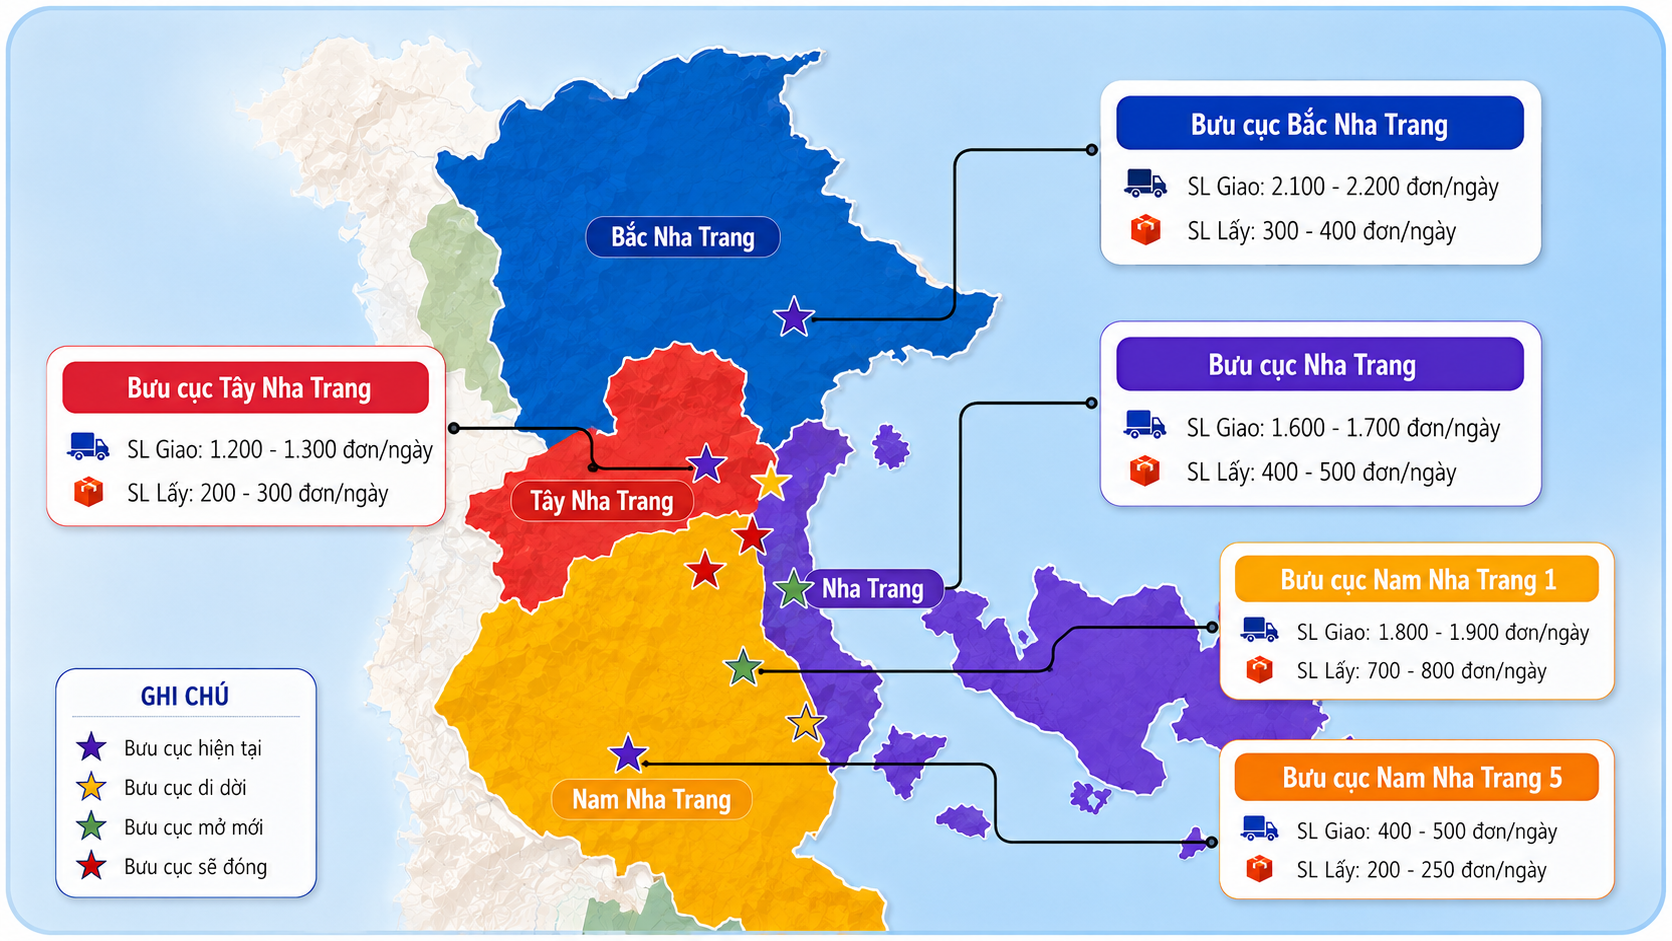 Bưu cục Bắc Nha Trang
SL Giao: 2.100 - 2.200 đơn/ngày
SL Lấy: 300 - 400 đơn/ngày
Bắc Nha Trang
Bưu cục Tây Nha Trang
SL Giao: 1.200 - 1.300 đơn/ngày
SL Lấy: 200 - 300 đơn/ngày
Tây Nha Trang
Bưu cục Nha Trang
SL Giao: 1.600 - 1.700 đơn/ngày
SL Lấy: 400 - 500 đơn/ngày
Nha Trang
Bưu cục Nam Nha Trang 1
SL Giao: 1.800 - 1.900 đơn/ngày
SL Lấy: 700 - 800 đơn/ngày
Nam Nha Trang
Bưu cục Nam Nha Trang 5
SL Giao: 400 - 500 đơn/ngày
SL Lấy: 200 - 250 đơn/ngày
GHI CHÚ
Bưu cục hiện tại
Bưu cục di dời
Bưu cục mở mới
Bưu cục sẽ đóng